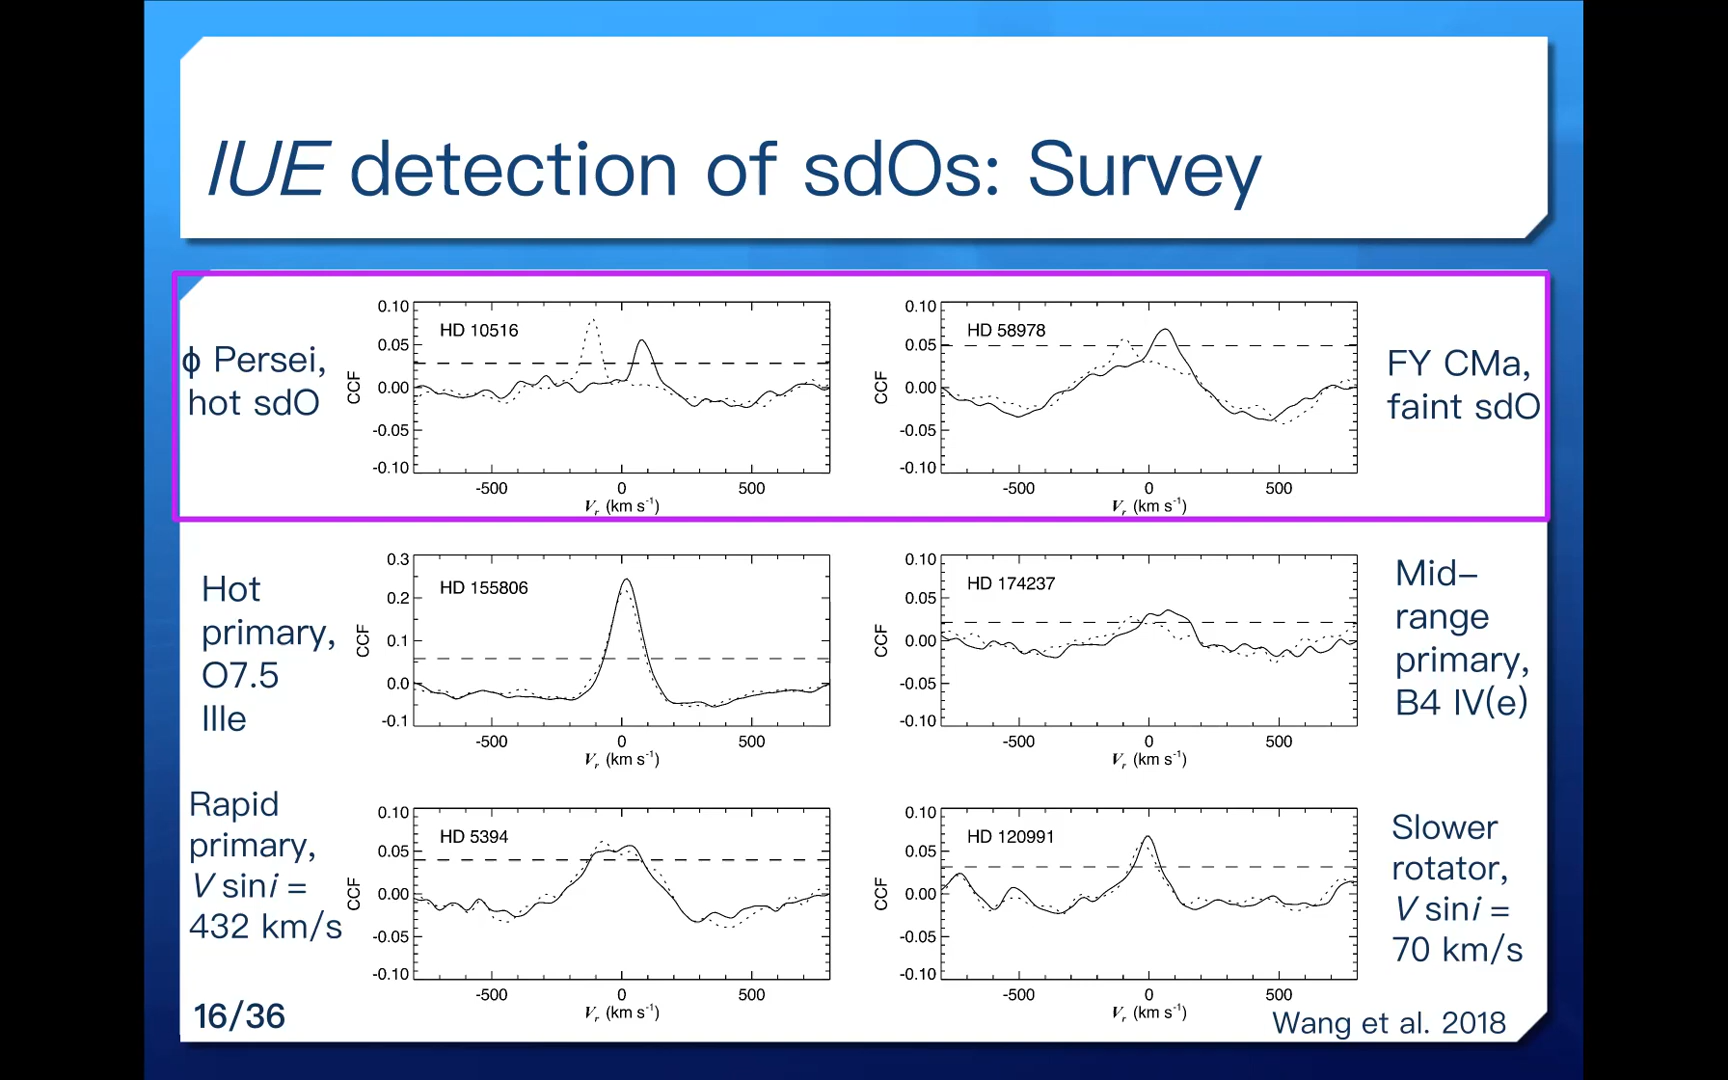 IUE detection of sdOs: Survey
ϕ Persei,
hot sdO
0.10
0.05
0.00
-0.05
-0.10
CCF
HD 10516
-500 0 500
Vr (km s-1)
0.10
0.05
0.00
-0.05
-0.10
CCF
HD 58978
-500 0 500
Vr (km s-1)
FY CMa,
faint sdO
Hot
primary,
O7.5
IIIe
0.3
0.2
0.1
0.0
-0.1
CCF
HD 155806
-500 0 500
Vr (km s-1)
0.10
0.05
0.00
-0.05
-0.10
CCF
HD 174237
-500 0 500
Vr (km s-1)
Mid–
range
primary,
B4 IV(e)
Rapid
primary,
V sini =
432 km/s
0.10
0.05
0.00
-0.05
-0.10
CCF
HD 5394
-500 0 500
Vr (km s-1)
0.10
0.05
0.00
-0.05
-0.10
CCF
HD 120991
-500 0 500
Vr (km s-1)
Slower
rotator,
V sini =
70 km/s
16/36
Wang et al. 2018